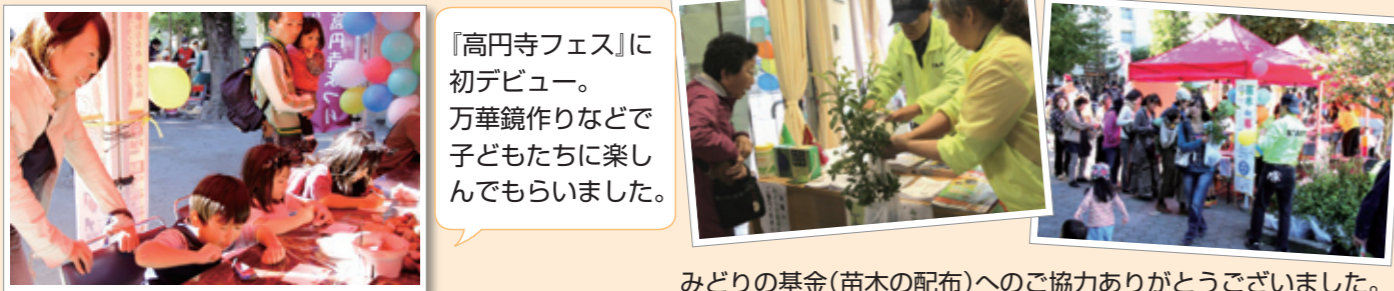 『高円寺フェス』に
初デビュー。
万華鏡作りなどで
子どもたちに楽し
んでもらいました。
みどりの基金(苗木の配布)へのご協力ありがとうございました。